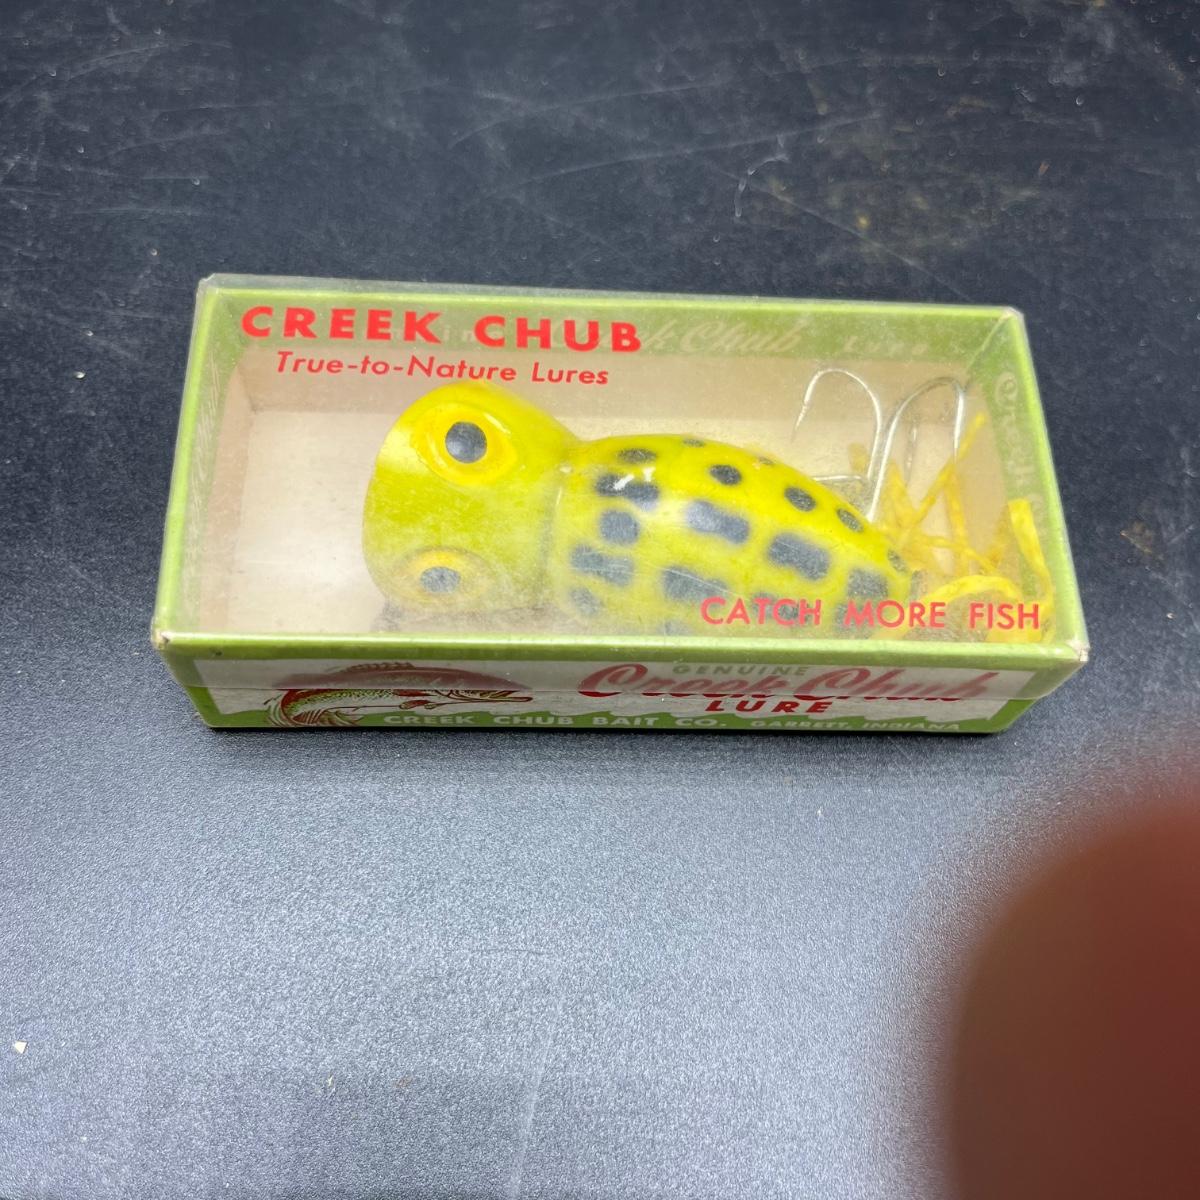 CREEK CHUB
True-to-Nature Lures
CATCH MORE FISH
GENUINE
Creek Chub
LURE
CREEK CHUB BAIT CO. GARRETT, INDIANA